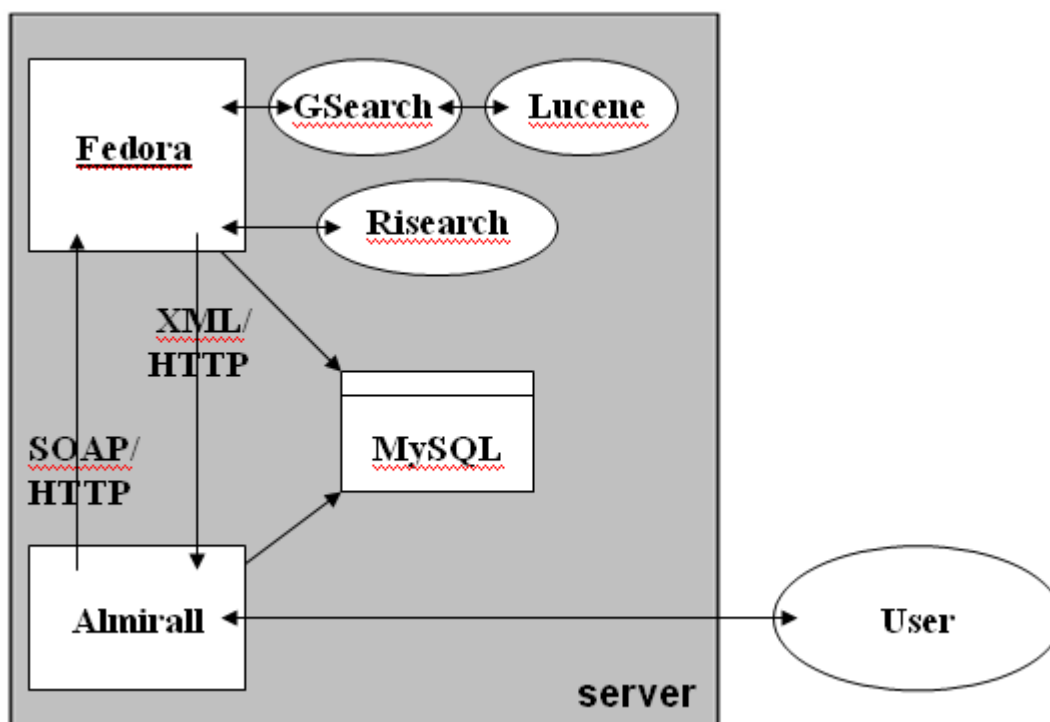 GSearch
Lucene
Fedora
Risearch
XML/
HTTP
SOAP/
HTTP
MySQL
Almirall
User
server